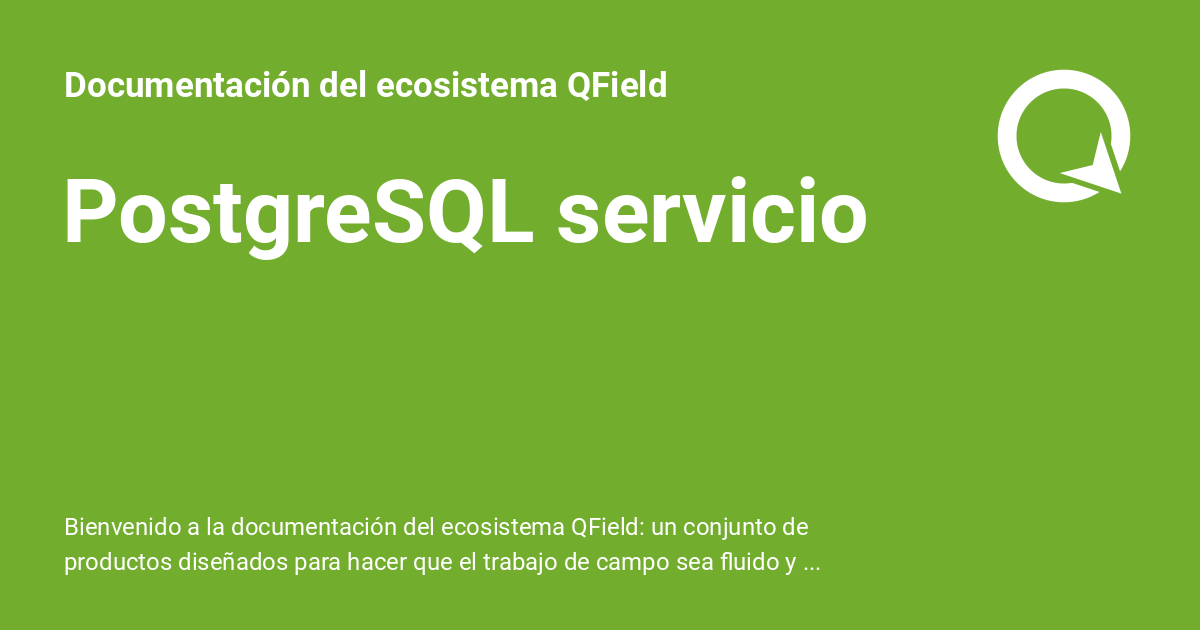 Documentación del ecosistema QField
PostgreSQL servicio
Bienvenido a la documentación del ecosistema QField: un conjunto de
productos diseñados para hacer que el trabajo de campo sea fluido y ...